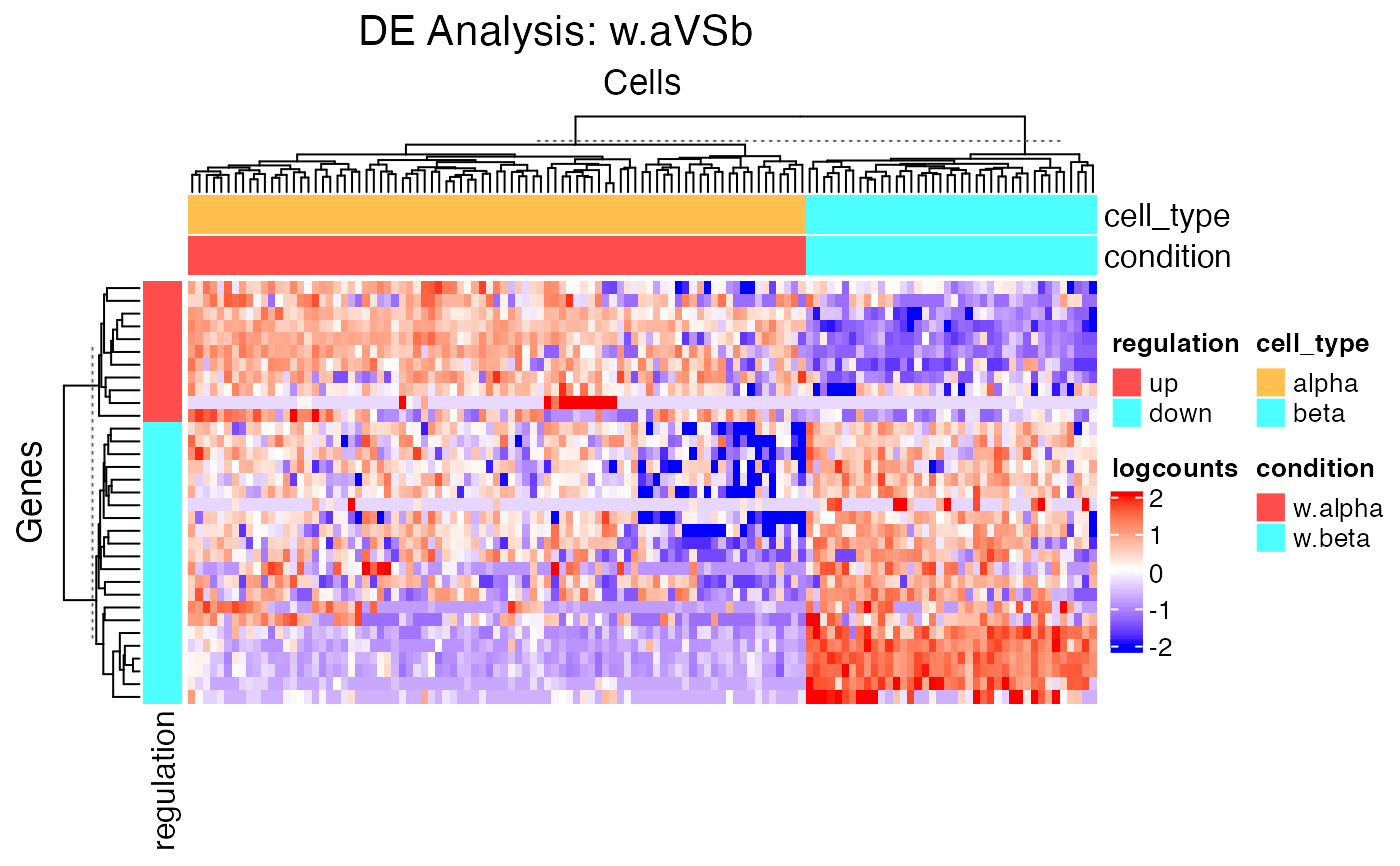 DE Analysis: w.aVSb
Cells
cell_type
condition
Genes
regulation
regulation
up
down
cell_type
alpha
beta
logcounts
2
1
0
-1
-2
condition
w.alpha
w.beta